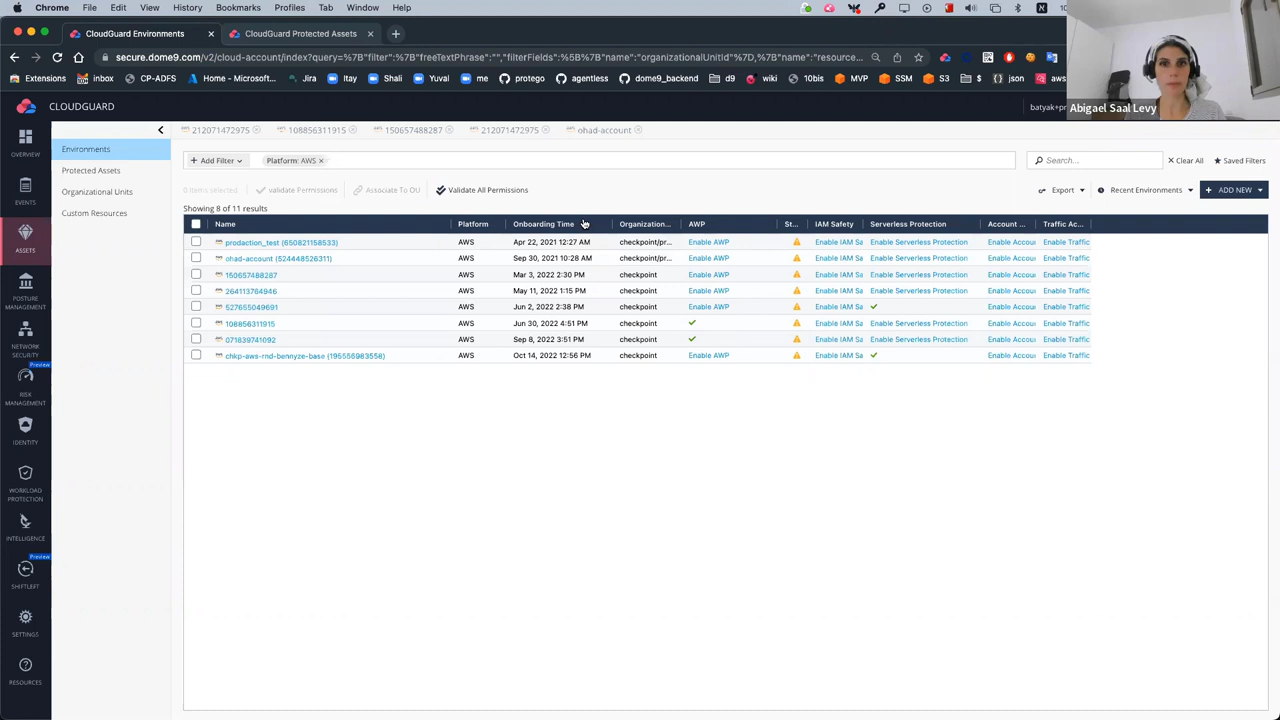 Chrome File Edit View History Bookmarks Profiles Tab Window Help
CloudGuard Environments
CloudGuard Protected Assets
secure.dome9.com/v2/cloud-account/index?query=%7B"filter":%7B"freeTextPhrase":"","filterFields":%5B%7B"name":"organizationalUnitId"%7D,%7B"name":"resource...
Extensions inbox CP-ADFS Home - Microsoft... Itay Shali Yuval me protego agentless dome9_backend d9 wiki 10bis MVP SSM S3 json aws
Abigael Saal Levy
CLOUDGUARD
batyak+pr
212071472975 108856311915 150657488287 212071472975 ohad-account
OVERVIEW
EVENTS
ASSETS
POSTURE MANAGEMENT
NETWORK SECURITY
Preview
RISK MANAGEMENT
IDENTITY
WORKLOAD PROTECTION
INTELLIGENCE
Preview
SHIFTLEFT
SETTINGS
RESOURCES
Environments
Protected Assets
Organizational Units
Custom Resources
Add Filter Platform: AWS Search... Clear All Saved Filters
0 items selected validate Permissions Associate To OU Validate All Permissions Export Recent Environments ADD NEW
Showing 8 of 11 results
Name Platform Onboarding Time Organization... AWP St... IAM Safety Serverless Protection Account ... Traffic Ac...
prodaction_test (650821158533) AWS Apr 22, 2021 12:27 AM checkpoint/pr... Enable AWP Enable IAM Sa Enable Serverless Protection Enable Accou Enable Traffic
ohad-account (524448526311) AWS Sep 30, 2021 10:28 AM checkpoint/pr... Enable AWP Enable IAM Sa Enable Serverless Protection Enable Accou Enable Traffic
150657488287 AWS Mar 3, 2022 2:30 PM checkpoint Enable AWP Enable IAM Sa Enable Serverless Protection Enable Accou Enable Traffic
264113764946 AWS May 11, 2022 1:15 PM checkpoint Enable AWP Enable IAM Sa Enable Serverless Protection Enable Accou Enable Traffic
527655049691 AWS Jun 2, 2022 2:38 PM checkpoint Enable AWP Enable IAM Sa Enable Accou Enable Traffic
108856311915 AWS Jun 30, 2022 4:51 PM checkpoint Enable IAM Sa Enable Serverless Protection Enable Accou Enable Traffic
071839741092 AWS Sep 8, 2022 3:51 PM checkpoint Enable IAM Sa Enable Serverless Protection Enable Accou Enable Traffic
chkp-aws-rnd-bennyze-base (195556983558) AWS Oct 14, 2022 12:56 PM checkpoint Enable AWP Enable IAM Sa Enable Accou Enable Traffic